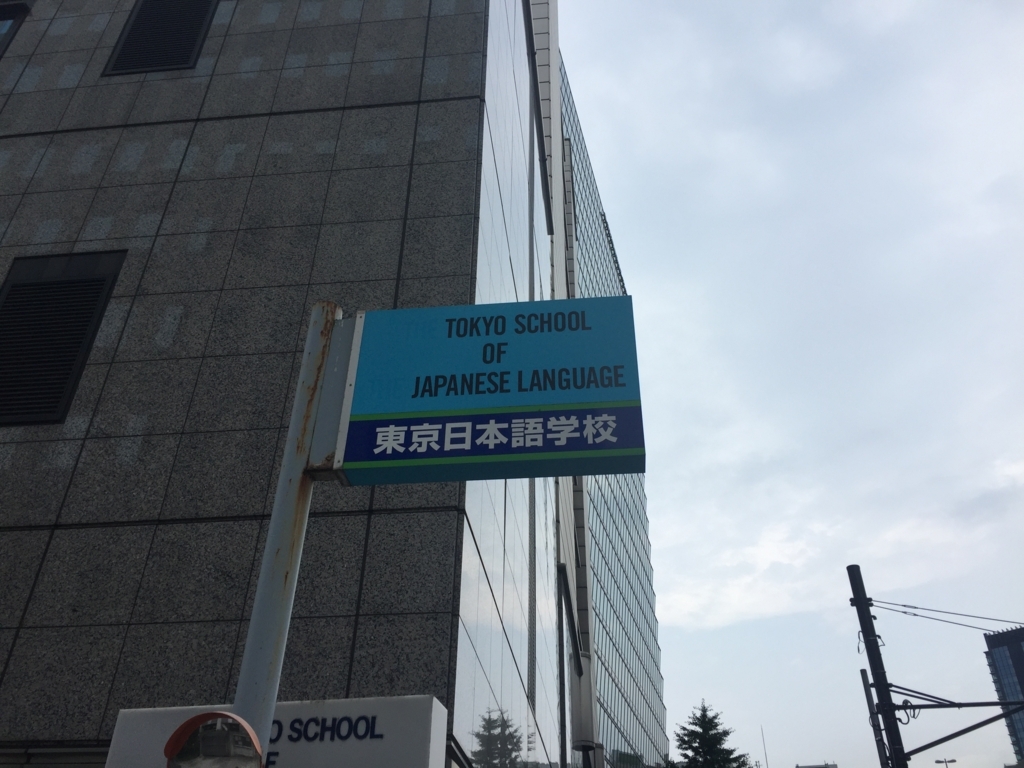 TOKYO SCHOOL
OF
JAPANESE LANGUAGE
東京日本語学校
O SCHOOL
E